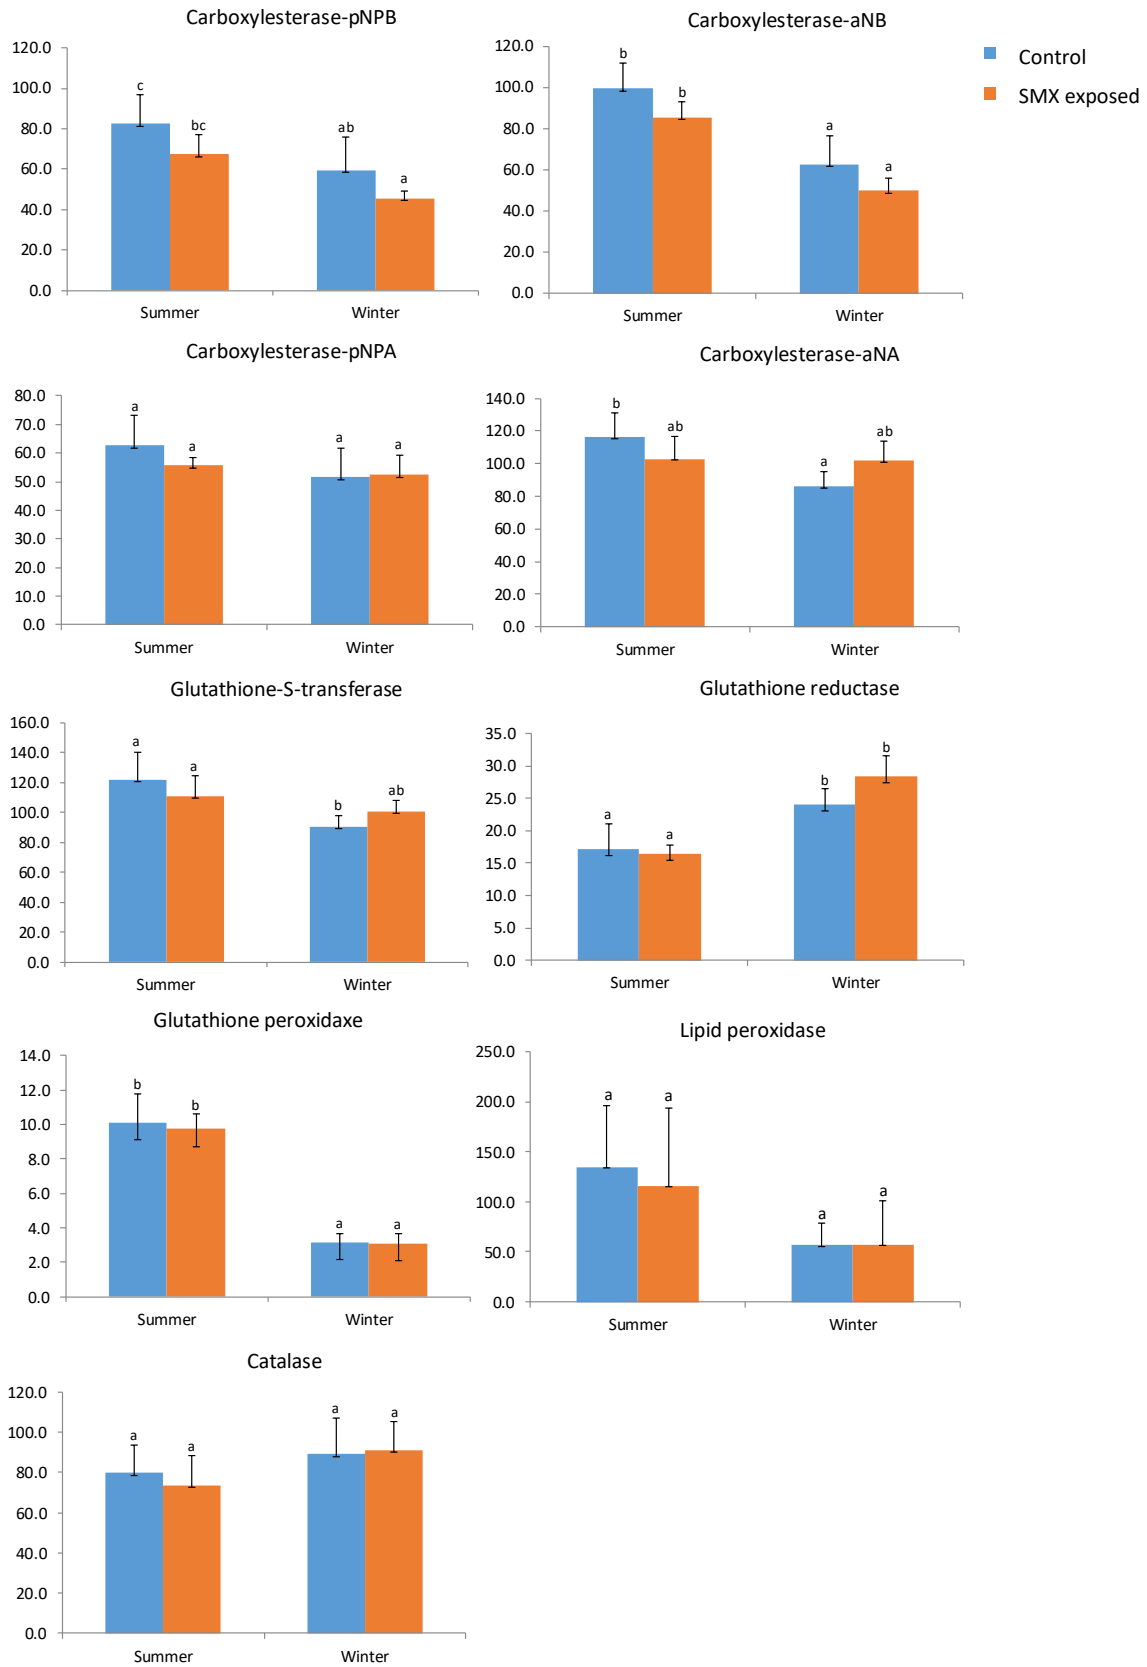 Carboxylesterase-pNPB
120.0
100.0
80.0
60.0
40.0
20.0
0.0
c
bc
ab
a
Summer
Winter
Carboxylesterase-aNB
120.0
100.0
80.0
60.0
40.0
20.0
0.0
b
b
a
a
Summer
Winter
Control
SMX exposed
Carboxylesterase-pNPA
80.0
70.0
60.0
50.0
40.0
30.0
20.0
10.0
0.0
a
a
a
a
Summer
Winter
Carboxylesterase-aNA
140.0
120.0
100.0
80.0
60.0
40.0
20.0
0.0
b
ab
a
ab
Summer
Winter
Glutathione-S-transferase
160.0
140.0
120.0
100.0
80.0
60.0
40.0
20.0
0.0
a
a
b
ab
Summer
Winter
Glutathione reductase
35.0
30.0
25.0
20.0
15.0
10.0
5.0
0.0
a
a
b
b
Summer
Winter
Glutathione peroxidaxe
14.0
12.0
10.0
8.0
6.0
4.0
2.0
0.0
b
b
a
a
Summer
Winter
Lipid peroxidase
250.0
200.0
150.0
100.0
50.0
0.0
a
a
a
a
Summer
Winter
Catalase
120.0
100.0
80.0
60.0
40.0
20.0
0.0
a
a
a
a
Summer
Winter